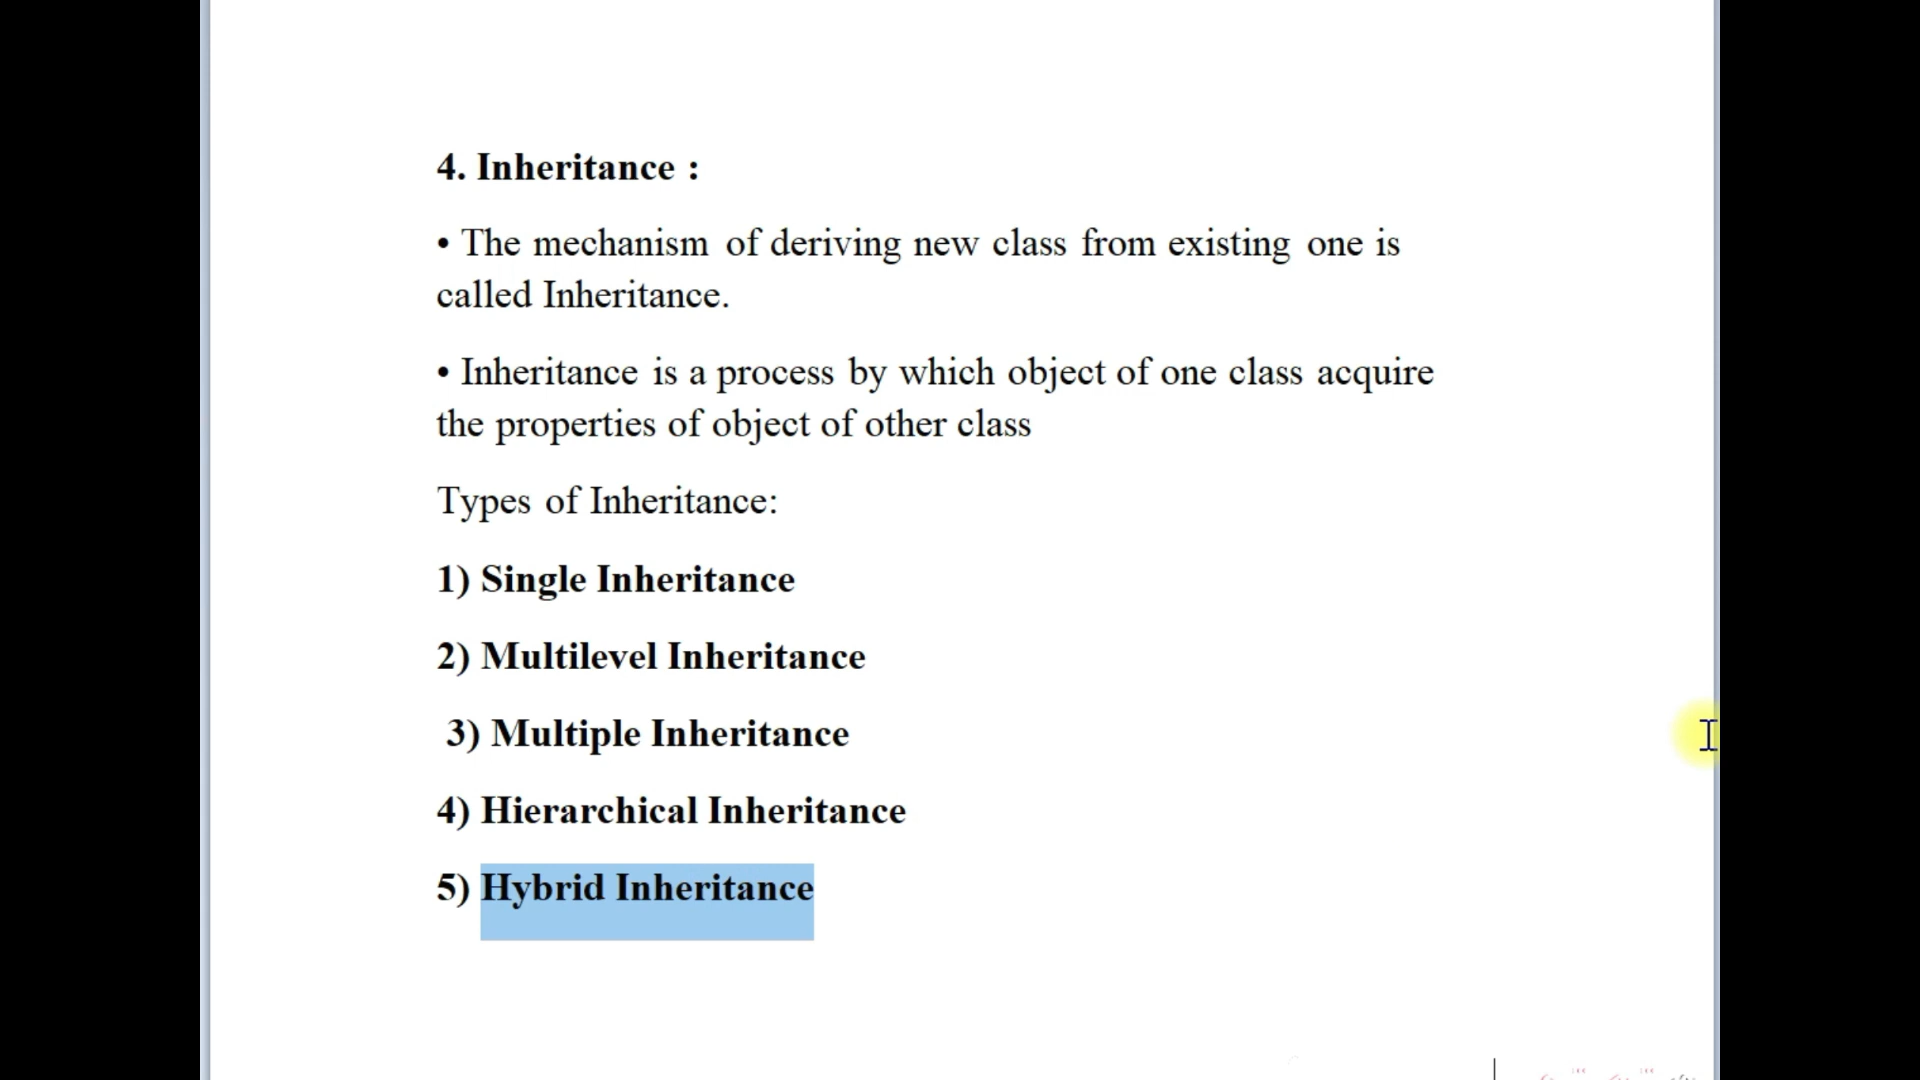 4. Inheritance :
• The mechanism of deriving new class from existing one is
called Inheritance.
• Inheritance is a process by which object of one class acquire
the properties of object of other class
Types of Inheritance:
1) Single Inheritance
2) Multilevel Inheritance
3) Multiple Inheritance
4) Hierarchical Inheritance
5) Hybrid Inheritance